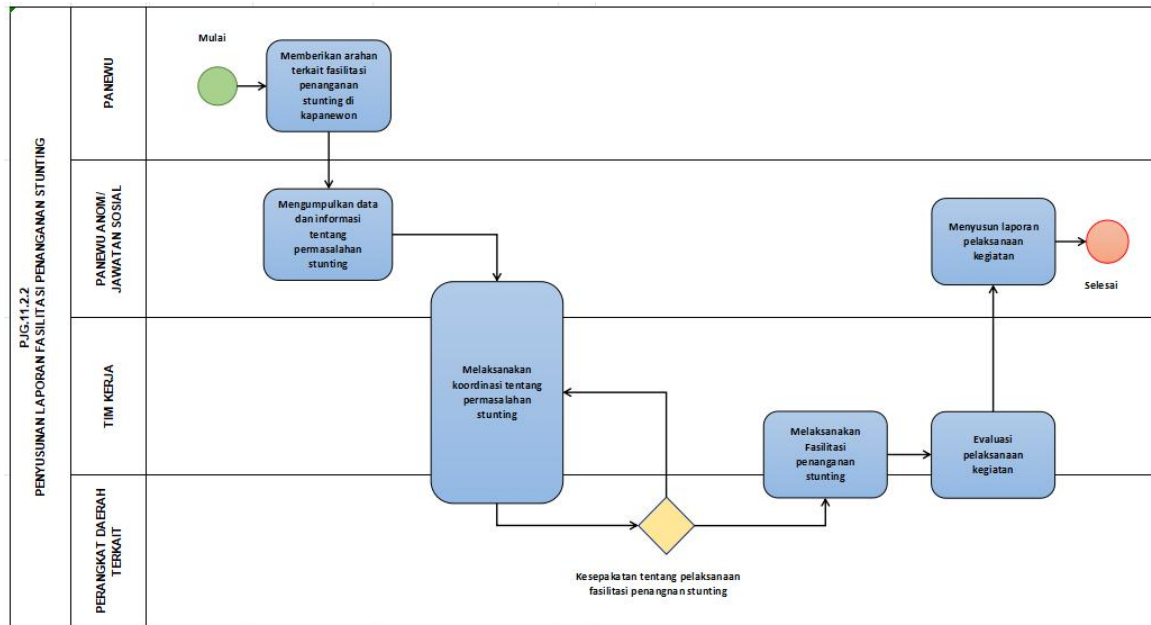 PJG.11.2.2
PENYUSUNAN LAPORAN FASILITASI PENANGANAN STUNTING
PANEWU
Mulai
Memberikan arahan
terkait fasilitasi
penanganan
stunting di
kapanewon
PANEWU ANOM/
JAWATAN SOSIAL
Mengumpulkan data
dan informasi
tentang
permasalahan
stunting
Menyusun laporan
pelaksanaan
kegiatan
Selesai
TIM KERJA
Melaksanakan
koordinasi tentang
permasalahan
stunting
Melaksanakan
Fasilitasi
penanganan
stunting
Evaluasi
pelaksanaan
kegiatan
PERANGKAT DAERAH
TERKAIT
Kesepakatan tentang pelaksanaan
fasilitasi penangnan stunting